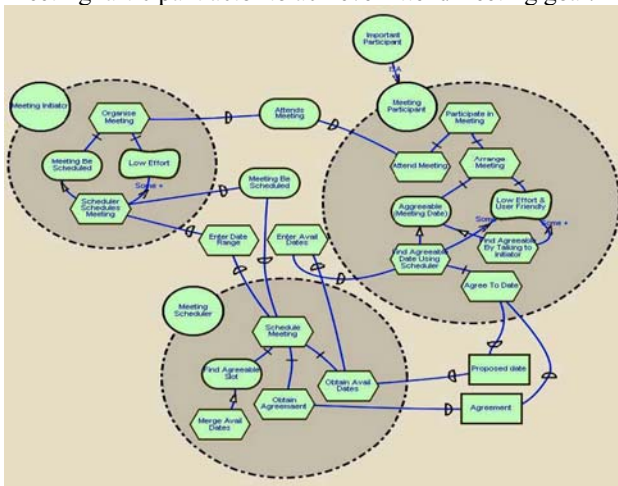 Important
Participant
ISA
Meeting Initiator
Organise
Meeting
Attends
Meeting
Meeting
Participant
Participate in
Meeting
Meeting Be
Scheduled
Low Effort
Attend Meeting
Arrange
Meeting
Some +
Scheduler
Schedules
Meeting
Meeting Be
Scheduled
Aggreeable
(Meeting Date)
Low Effort &
User Friendly
Some
Some +
Enter Date
Range
Enter Avail
Dates
Find Agreeable
Date Using
Scheduler
Find Agreeable
By Talking to
Initiator
Agree To Date
Meeting
Scheduler
Schedule
Meeting
Find Agreeable
Slot
Obtain Avail
Dates
Proposed date
Obtain
Agreemaent
Agreement
Merge Avail
Dates